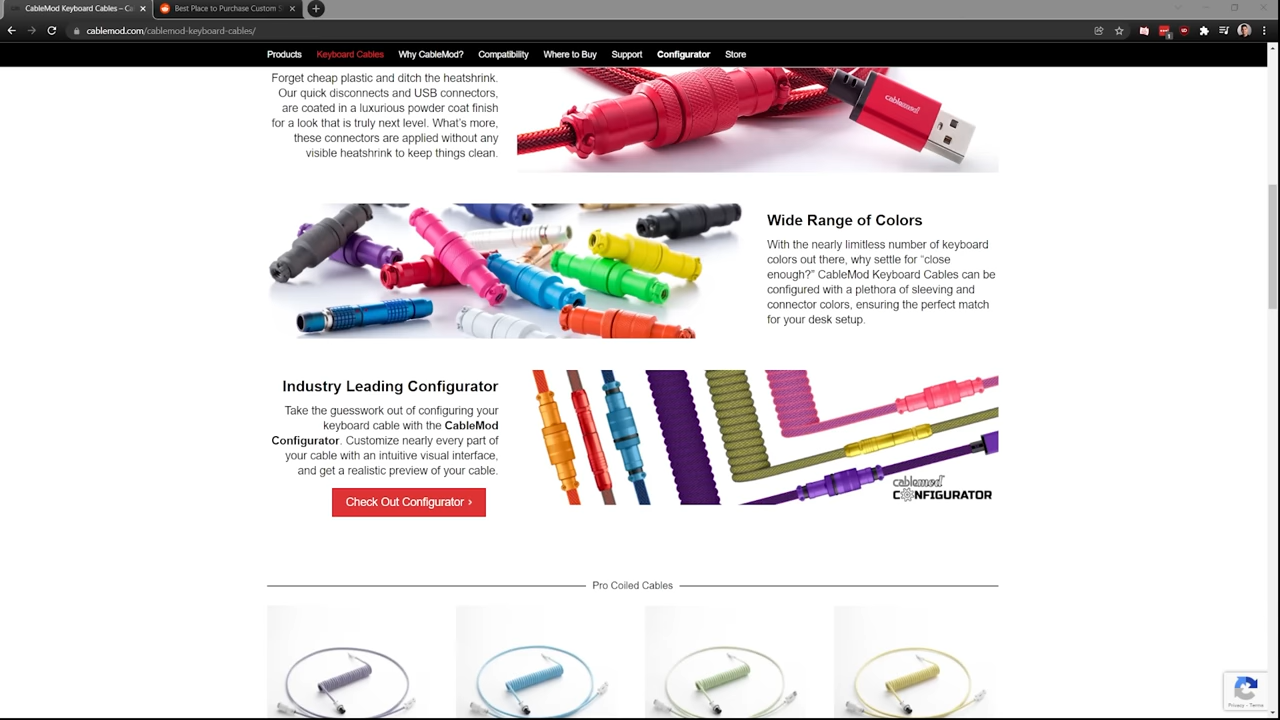 CableMod Keyboard Cables – C
Best Place to Purchase Custom
cablemod.com/cablemod-keyboard-cables/
Products Keyboard Cables Why CableMod? Compatibility Where to Buy Support Configurator Store
Forget cheap plastic and ditch the heatshrink.
Our quick disconnects and USB connectors,
are coated in a luxurious powder coat finish
for a look that is truly next level. What's more,
these connectors are applied without any
visible heatshrink to keep things clean.
cablemod
Wide Range of Colors
With the nearly limitless number of keyboard
colors out there, why settle for “close
enough?” CableMod Keyboard Cables can be
configured with a plethora of sleeving and
connector colors, ensuring the perfect match
for your desk setup.
Industry Leading Configurator
Take the guesswork out of configuring your
keyboard cable with the CableMod
Configurator. Customize nearly every part of
your cable with an intuitive visual interface,
and get a realistic preview of your cable.
Check Out Configurator ›
cablemod
CONFIGURATOR
Pro Coiled Cables
Privacy - Terms